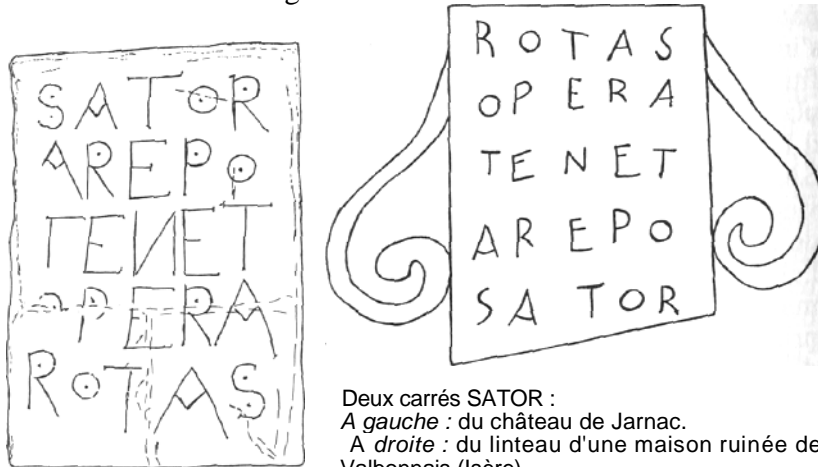 SATOR
AREPO
TENET
OPERA
ROTAS
ROTAS
OPERA
TENET
AREPO
SATOR
Deux carrés SATOR :
A gauche : du château de Jarnac.
A droite : du linteau d'une maison ruinée de
Valbonnais (Isère)